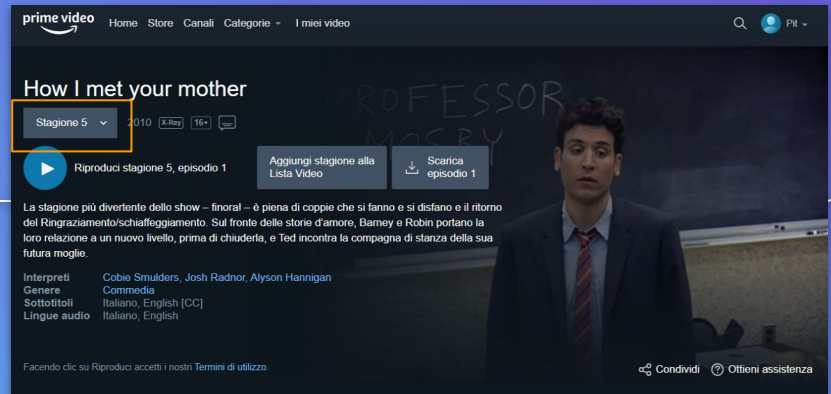 prime video Home Store Canali Categorie I miei video Pit
PROFESSOR
MOSBY
How I met your mother
Stagione 5 2010 X-Ray 16+
Riproduci stagione 5, episodio 1
Aggiungi stagione alla
Lista Video
Scarica
episodio 1
La stagione più divertente dello show – finora! – è piena di coppie che si fanno e si disfano e il ritorno
del Ringraziamento/schiaffeggiamento. Sul fronte delle storie d'amore, Barney e Robin portano la
loro relazione a un nuovo livello, prima di chiuderla, e Ted incontra la compagna di stanza della sua
futura moglie.
Interpreti Cobie Smulders, Josh Radnor, Alyson Hannigan
Genere Commedia
Sottotitoli Italiano, English [CC]
Lingue audio Italiano, English
Facendo clic su Riproduci accetti i nostri Termini di utilizzo.
Condividi Ottieni assistenza